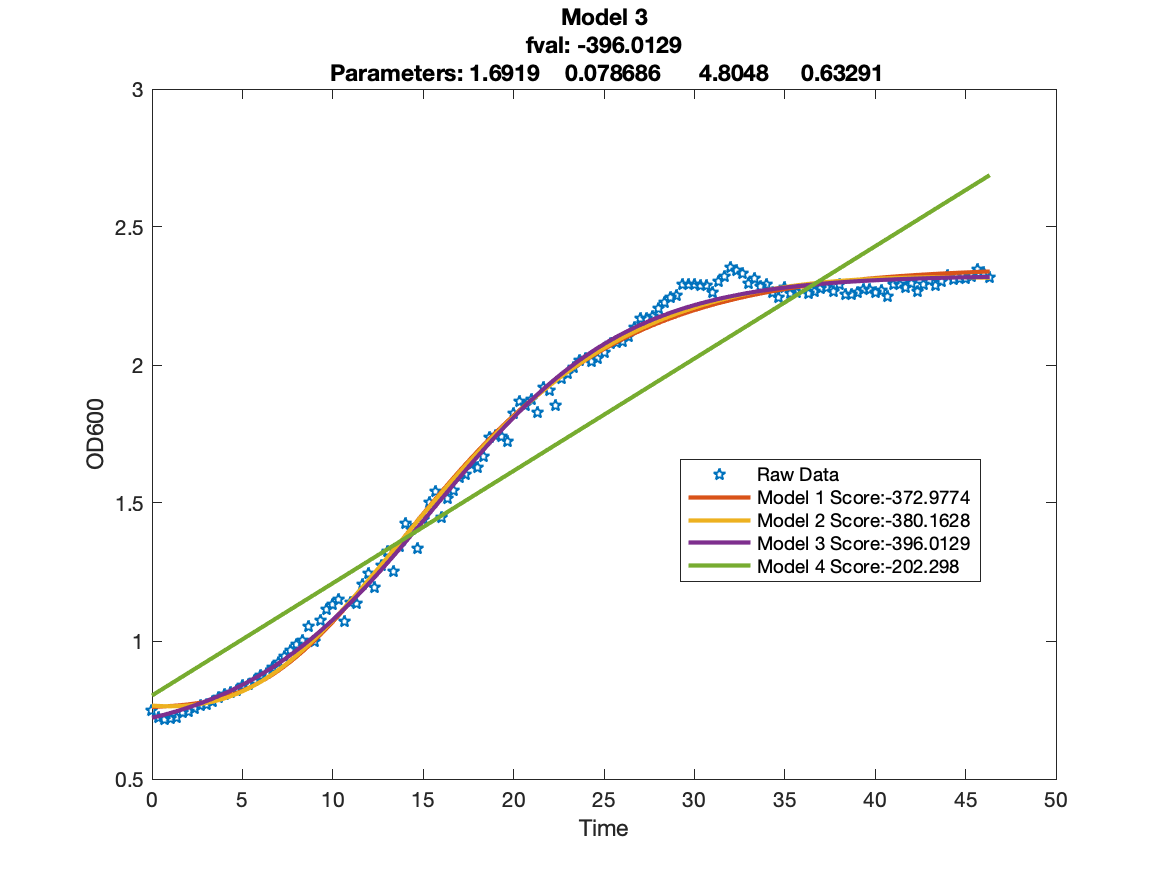 Model 3
fval: -396.0129
Parameters: 1.6919 0.078686 4.8048 0.63291
3
2.5
2
1.5
1
0.5
OD600
Raw Data
Model 1 Score:-372.9774
Model 2 Score:-380.1628
Model 3 Score:-396.0129
Model 4 Score:-202.298
0 5 10 15 20 25 30 35 40 45 50
Time